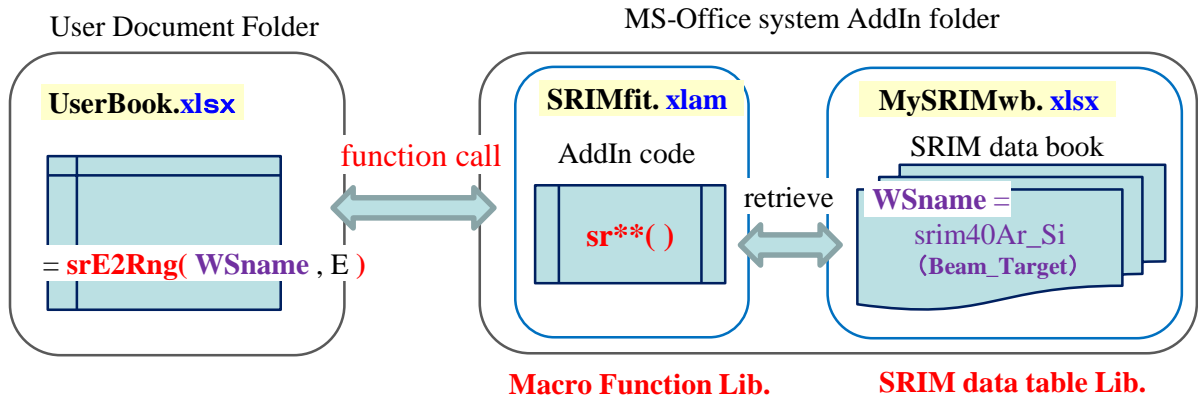 User Document Folder
MS-Office system AddIn folder
UserBook.xlsx
= srE2Rng( WSname , E )
function call
SRIMfit. xlam
AddIn code
sr**( )
retrieve
MySRIMwb. xlsx
SRIM data book
WSname =
srim40Ar_Si
（Beam_Target）
Macro Function Lib.
SRIM data table Lib.